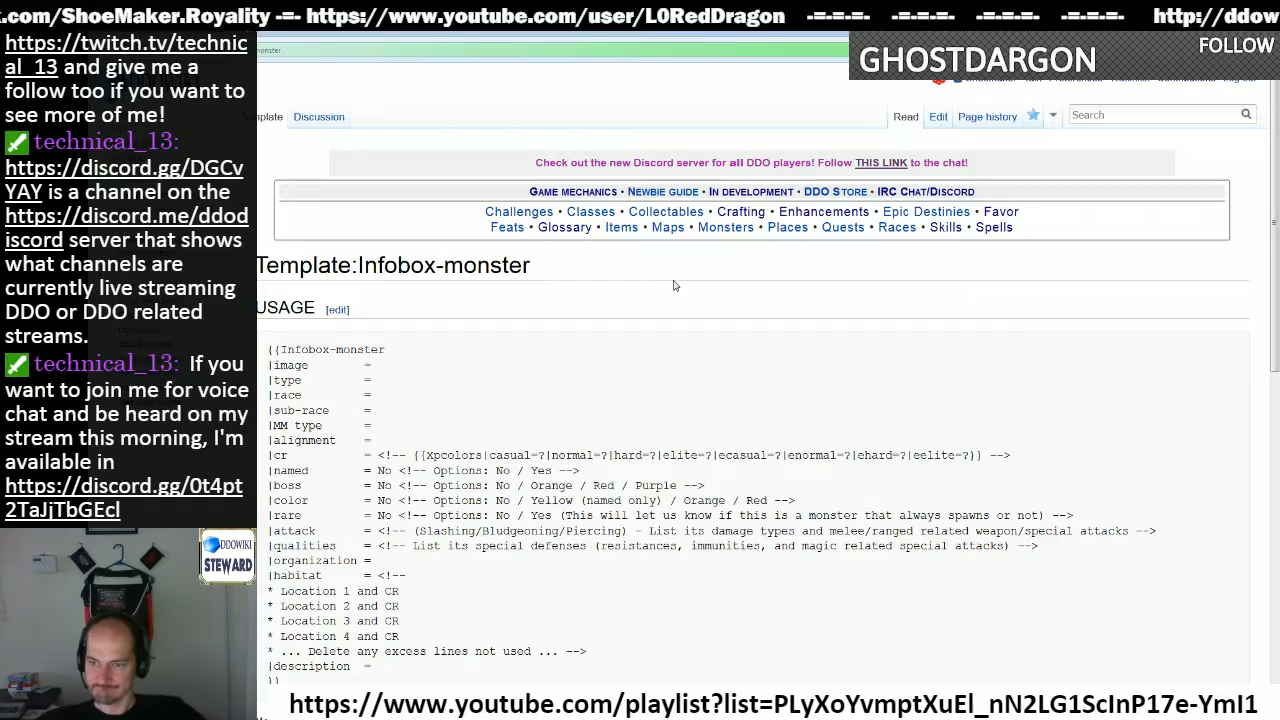 k.com/ShoeMaker.Royality -=- https://www.youtube.com/user/L0RedDragon -=-=-=- -=-=-=- -=-=-=- -=-=-=- http://ddow
https://twitch.tv/technic
al_13 and give me a
follow too if you want to
see more of me!
technical_13:
https://discord.gg/DGCv
YAY is a channel on the
https://discord.me/ddod
iscord server that shows
what channels are
currently live streaming
DDO or DDO related
streams.
technical_13: If you
want to join me for voice
chat and be heard on my
stream this morning, I'm
available in
https://discord.gg/0t4pt
2TaJjTbGEcl
DDOWIKI
STEWARD
monster
GHOSTDARGON
FOLLOW
Template Discussion
Read Edit Page history Search
Check out the new Discord server for all DDO players! Follow THIS LINK to the chat!
GAME MECHANICS • NEWBIE GUIDE • IN DEVELOPMENT • DDO STORE • IRC CHAT/DISCORD
Challenges • Classes • Collectables • Crafting • Enhancements • Epic Destinies • Favor
Feats • Glossary • Items • Maps • Monsters • Places • Quests • Races • Skills • Spells
Template:Infobox-monster
USAGE [edit]
{{Infobox-monster
|image =
|type =
|race =
|sub-race =
|MM type =
|alignment =
|cr = <!-- {{Xpcolors|casual=?|normal=?|hard=?|elite=?|ecasual=?|enormal=?|ehard=?|eelite=?}} -->
|named = No <!-- Options: No / Yes -->
|boss = No <!-- Options: No / Orange / Red / Purple -->
|color = No <!-- Options: No / Yellow (named only) / Orange / Red -->
|rare = No <!-- Options: No / Yes (This will let us know if this is a monster that always spawns or not) -->
|attack = <!-- (Slashing/Bludgeoning/Piercing) - List its damage types and melee/ranged related weapon/special attacks -->
|qualities = <!-- List its special defenses (resistances, immunities, and magic related special attacks) -->
|organization =
|habitat = <!--
* Location 1 and CR
* Location 2 and CR
* Location 3 and CR
* Location 4 and CR
* ... Delete any excess lines not used ... -->
|description =
}}
https://www.youtube.com/playlist?list=PLyXoYvmptXuEl_nN2LG1ScInP17e-YmI1